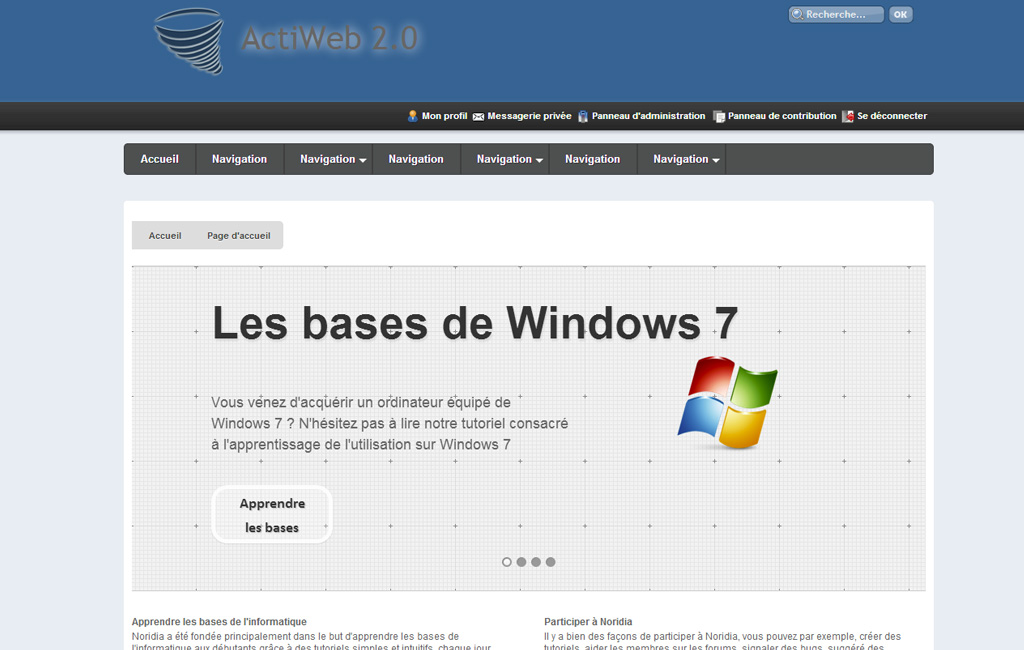 ActiWeb 2.0
Recherche...
OK
Mon profil
Messagerie privée
Panneau d'administration
Panneau de contribution
Se déconnecter
Accueil
Navigation
Navigation
Navigation
Navigation
Navigation
Navigation
Accueil
Page d'accueil
Les bases de Windows 7
Vous venez d'acquérir un ordinateur équipé de
Windows 7 ? N'hésitez pas à lire notre tutoriel consacré
à l'apprentissage de l'utilisation sur Windows 7
Apprendre
les bases
Apprendre les bases de l'informatique
Noridia a été fondée principalement dans le but d'apprendre les bases de
l'informatique aux débutants grâce à des tutoriels simples et intuitifs, chaque jour
Participer à Noridia
Il y a bien des façons de participer à Noridia, vous pouvez par exemple, créer des
tutoriels, aider les membres sur les forums, signaler des bugs, suggéré des